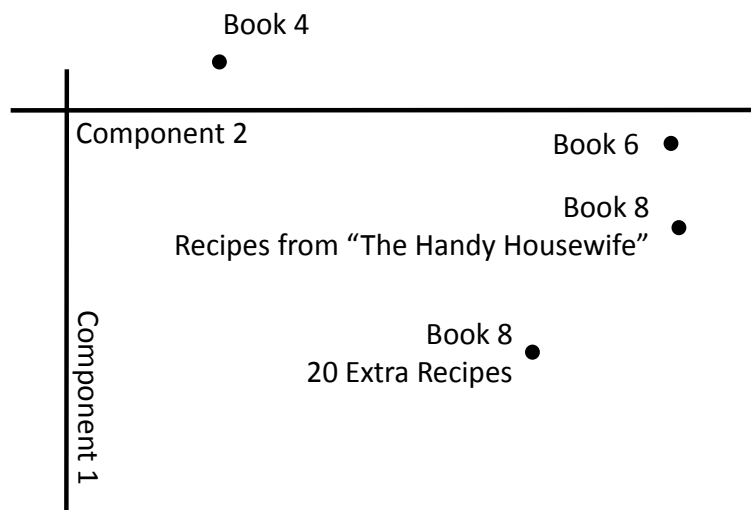 Book 4
Component 2
Book 6
Book 8
Recipes from “The Handy Housewife”
Book 8
20 Extra Recipes
Component 1